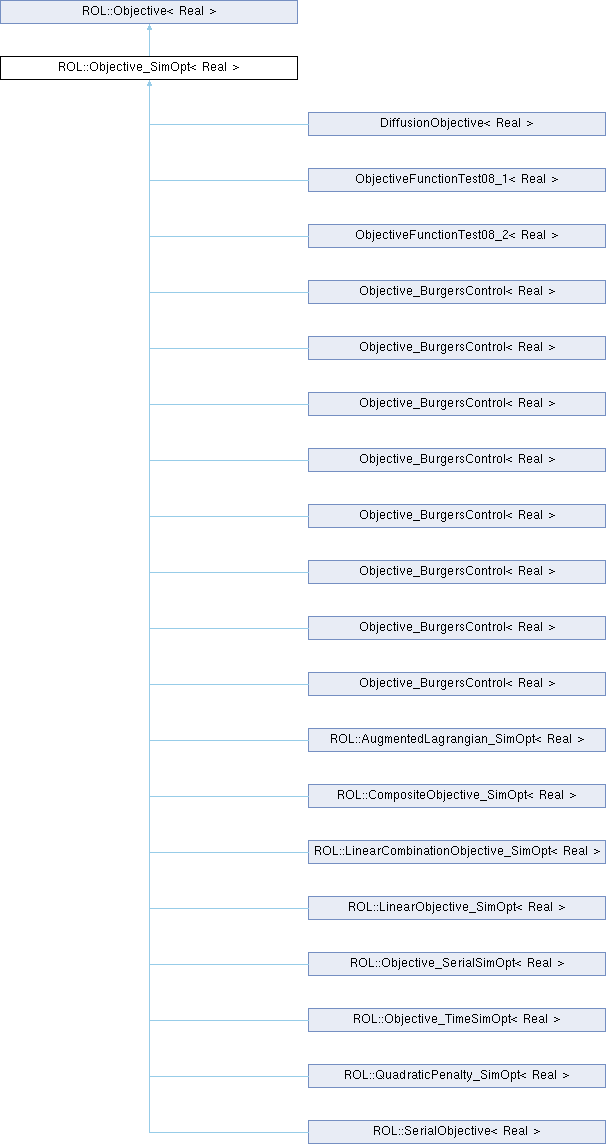 ROL::Objective< Real >
ROL::Objective_SimOpt< Real >
DiffusionObjective< Real >
ObjectiveFunctionTest08_1< Real >
ObjectiveFunctionTest08_2< Real >
Objective_BurgersControl< Real >
Objective_BurgersControl< Real >
Objective_BurgersControl< Real >
Objective_BurgersControl< Real >
Objective_BurgersControl< Real >
Objective_BurgersControl< Real >
Objective_BurgersControl< Real >
Objective_BurgersControl< Real >
ROL::AugmentedLagrangian_SimOpt< Real >
ROL::CompositeObjective_SimOpt< Real >
ROL::LinearCombinationObjective_SimOpt< Real >
ROL::LinearObjective_SimOpt< Real >
ROL::Objective_SerialSimOpt< Real >
ROL::Objective_TimeSimOpt< Real >
ROL::QuadraticPenalty_SimOpt< Real >
ROL::SerialObjective< Real >